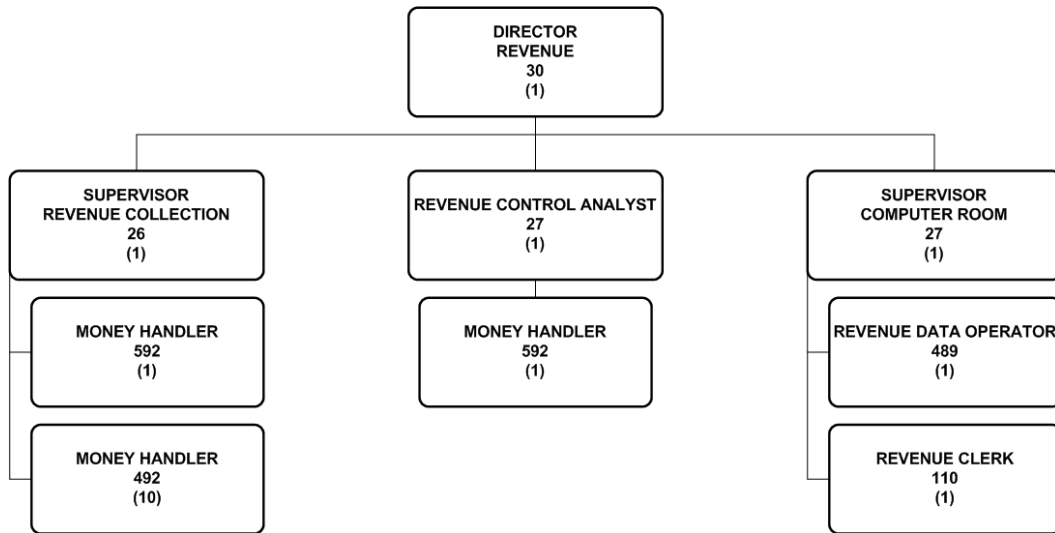 DIRECTOR
REVENUE
30
(1)
SUPERVISOR
REVENUE COLLECTION
26
(1)
MONEY HANDLER
592
(1)
MONEY HANDLER
492
(10)
REVENUE CONTROL ANALYST
27
(1)
MONEY HANDLER
592
(1)
SUPERVISOR
COMPUTER ROOM
27
(1)
REVENUE DATA OPERATOR
489
(1)
REVENUE CLERK
110
(1)